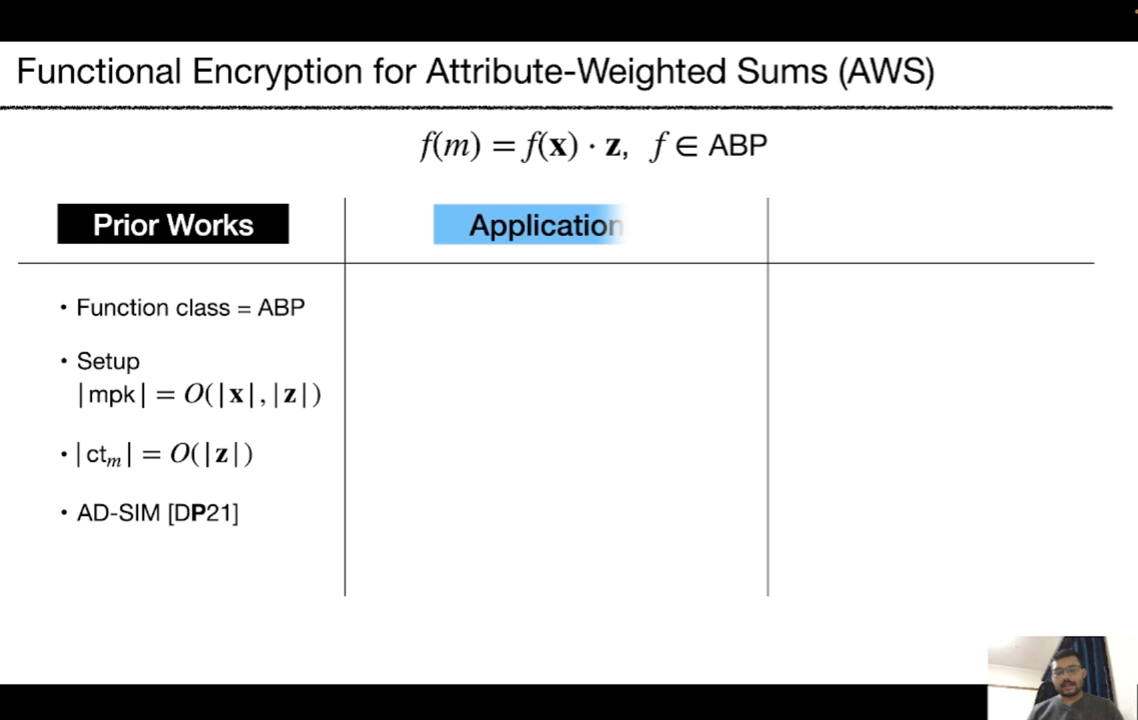 Functional Encryption for Attribute-Weighted Sums (AWS)
f(m) = f(x) · z, f ∈ ABP
Prior Works
Application
• Function class = ABP
• Setup
|mpk| = O(|x|, |z|)
• |ctₘ| = O(|z|)
• AD-SIM [DP21]